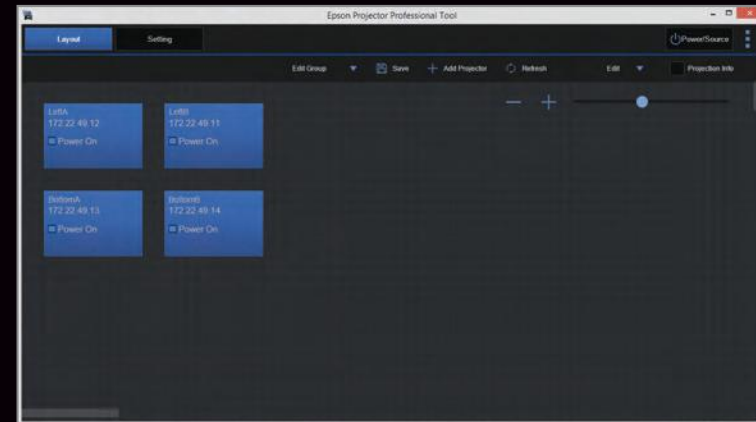 Epson Projector Professional Tool
Layout
Setting
Power/Source
Edit Group
Save
Add Projector
Refresh
Edit
Projection Info
LeftA
172.22.49.12
Power On
LeftB
172.22.49.11
Power On
BottomA
172.22.49.13
Power On
BottomB
172.22.49.14
Power On